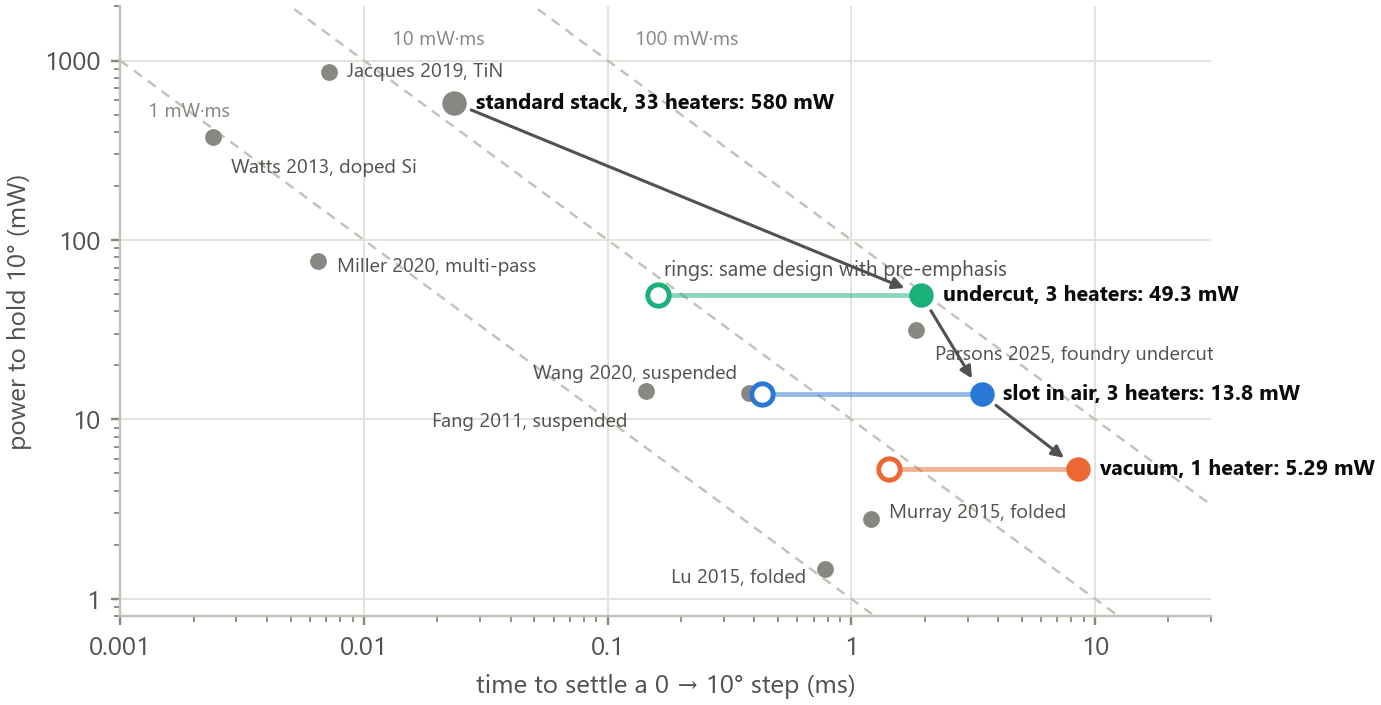 10 mW·ms
100 mW·ms
1000
Jacques 2019, TiN
standard stack, 33 heaters: 580 mW
1 mW·ms
Watts 2013, doped Si
power to hold 10° (mW)
100
Miller 2020, multi-pass
rings: same design with pre-emphasis
undercut, 3 heaters: 49.3 mW
Parsons 2025, foundry undercut
Wang 2020, suspended
slot in air, 3 heaters: 13.8 mW
10
Fang 2011, suspended
vacuum, 1 heater: 5.29 mW
Murray 2015, folded
Lu 2015, folded
1
0.001
0.01
0.1
1
10
time to settle a 0 → 10° step (ms)